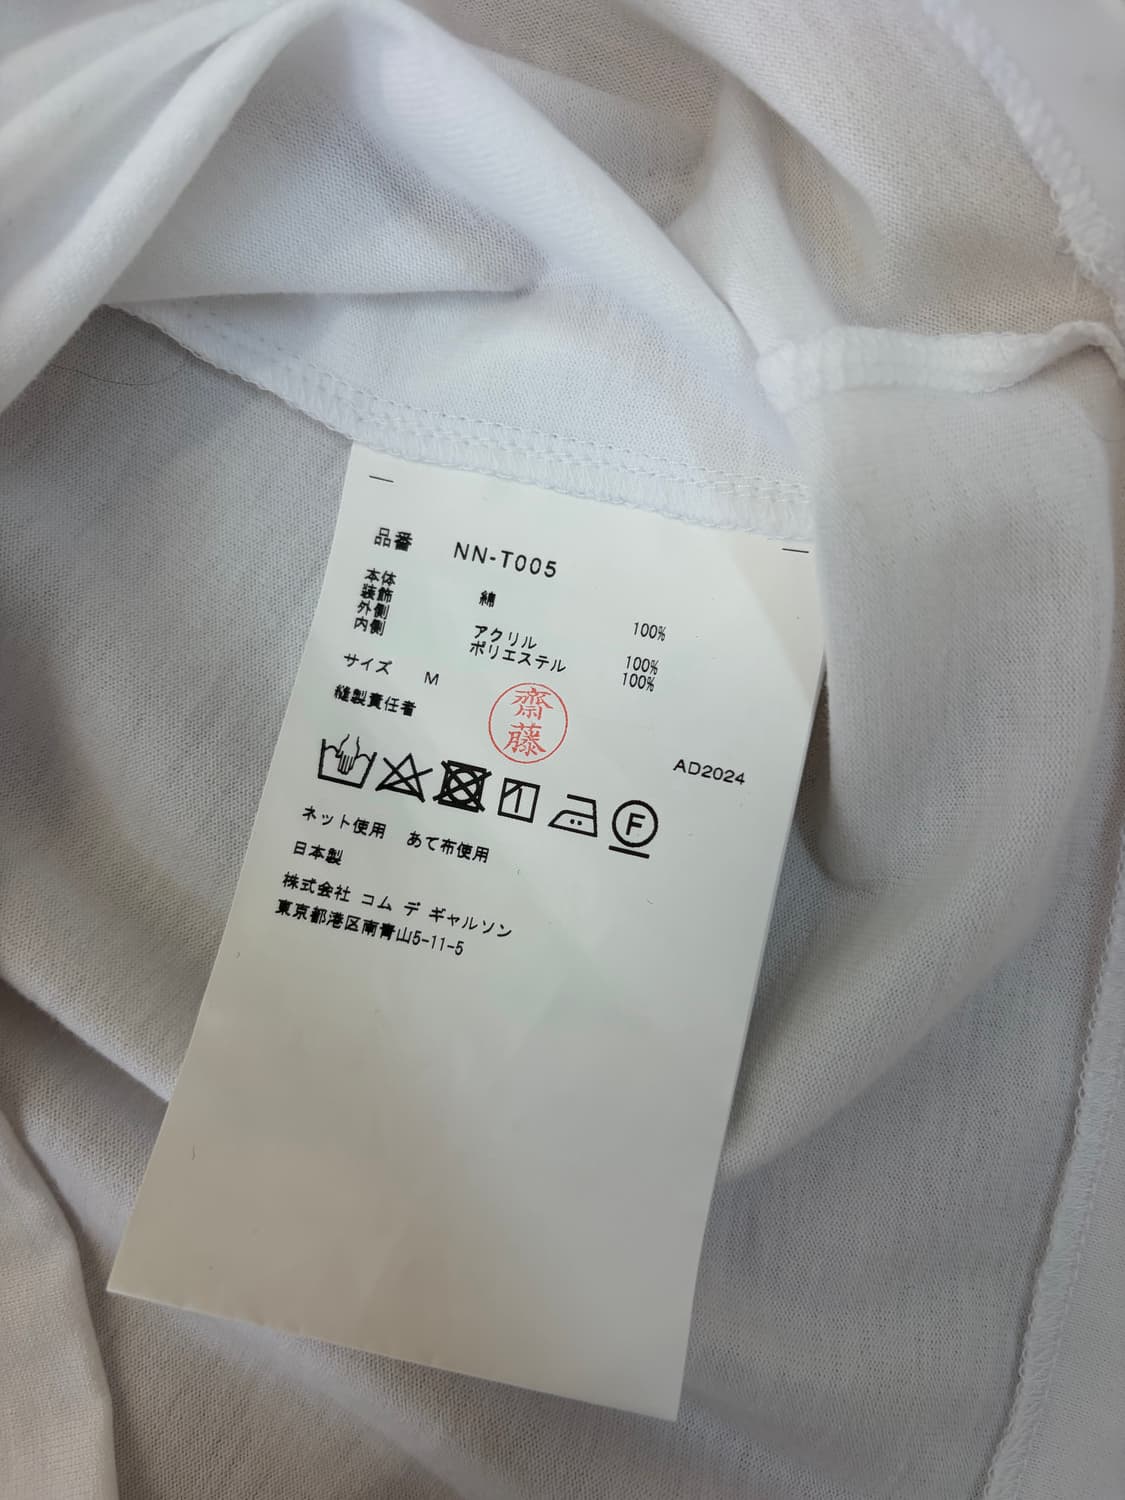 品番 NN-T005
本体 綿 100%
装飾
外側 アクリル 100%
内側 ポリエステル 100%
サイズ M
縫製責任者 齋藤
AD2024
F
ネット使用 あて布使用
日本製
株式会社 コム デ ギャルソン
東京都港区南青山5-11-5